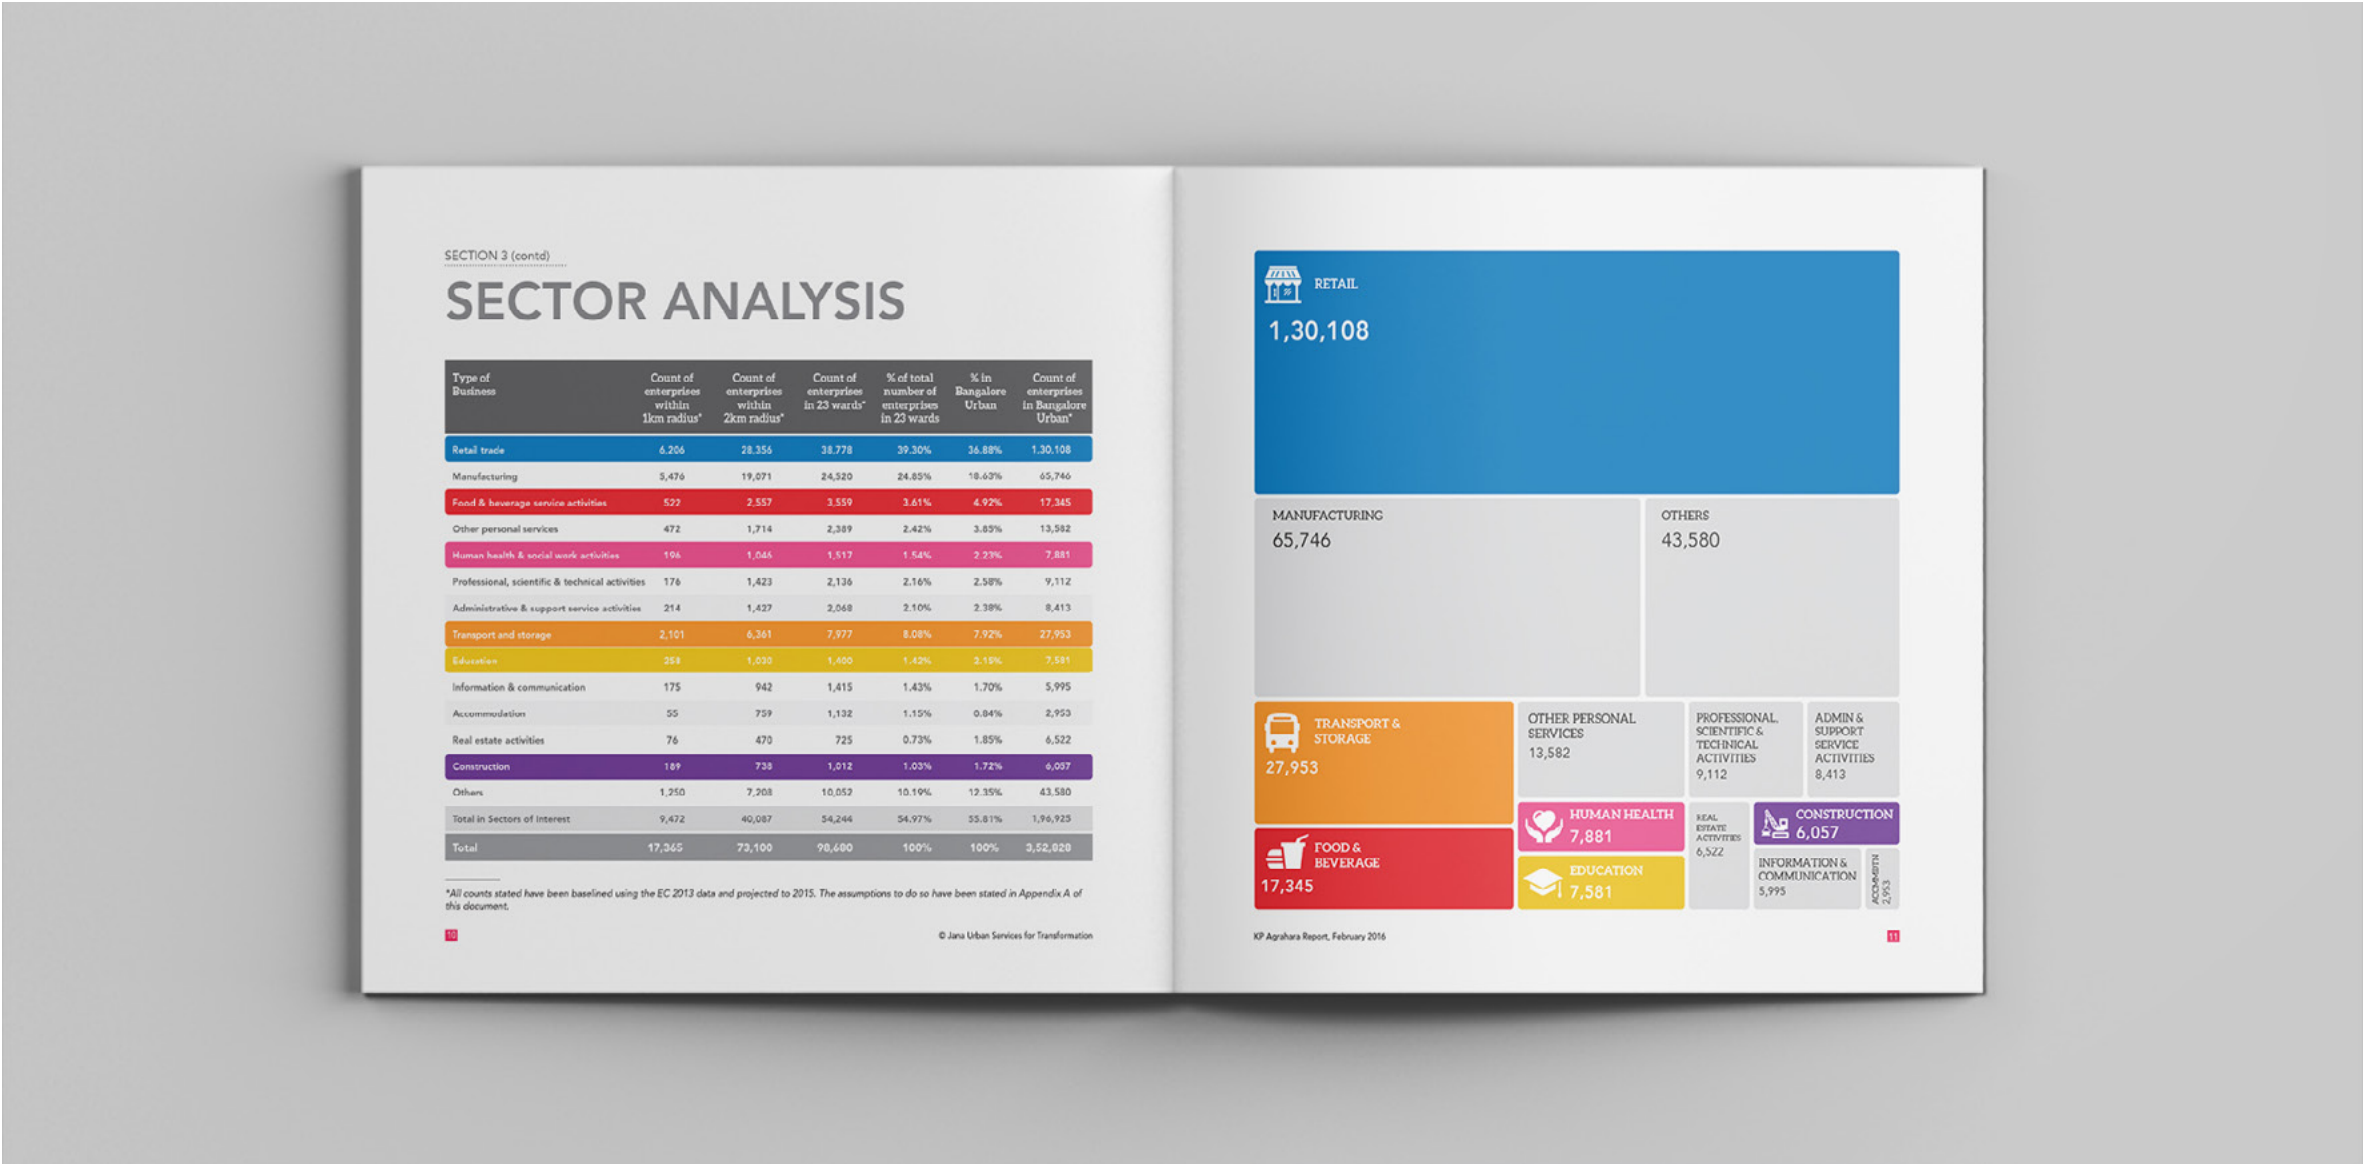 SECTION 3 (contd)
SECTOR ANALYSIS
Type of Business Count of enterprises within 1km radius* Count of enterprises within 2km radius* Count of enterprises in 23 wards* % of total number of enterprises in 23 wards % in Bangalore Urban Count of enterprises in Bangalore Urban*
Retail trade 6,206 28,356 38,778 39.30% 36.88% 1,30,108
Manufacturing 5,476 19,071 24,520 24.85% 18.63% 65,746
Food & beverage service activities 522 2,557 3,559 3.61% 4.92% 17,345
Other personal services 472 1,714 2,389 2.42% 3.85% 13,582
Human health & social work activities 196 1,046 1,517 1.54% 2.23% 7,881
Professional, scientific & technical activities 176 1,423 2,136 2.16% 2.58% 9,112
Administrative & support service activities 214 1,427 2,068 2.10% 2.38% 8,413
Transport and storage 2,101 6,361 7,977 8.08% 7.92% 27,953
Education 258 1,030 1,400 1.42% 2.15% 7,581
Information & communication 175 942 1,415 1.43% 1.70% 5,995
Accommodation 55 759 1,132 1.15% 0.84% 2,953
Real estate activities 76 470 725 0.73% 1.85% 6,522
Construction 189 738 1,012 1.03% 1.72% 6,057
Others 1,250 7,208 10,052 10.19% 12.35% 43,580
Total in Sectors of Interest 9,472 40,087 54,244 54.97% 55.81% 1,96,925
Total 17,365 73,100 98,680 100% 100% 3,52,828
*All counts stated have been baselined using the EC 2013 data and projected to 2015. The assumptions to do so have been stated in Appendix A of
this document.
10
© Jana Urban Services for Transformation
RETAIL
1,30,108
MANUFACTURING
65,746
OTHERS
43,580
TRANSPORT &
STORAGE
27,953
FOOD &
BEVERAGE
17,345
OTHER PERSONAL
SERVICES
13,582
PROFESSIONAL,
SCIENTIFIC &
TECHNICAL
ACTIVITIES
9,112
ADMIN &
SUPPORT
SERVICE
ACTIVITIES
8,413
HUMAN HEALTH
7,881
EDUCATION
7,581
REAL
ESTATE
ACTIVITIES
6,522
CONSTRUCTION
6,057
INFORMATION &
COMMUNICATION
5,995
2,953
KP Agrahara Report, February 2016
11